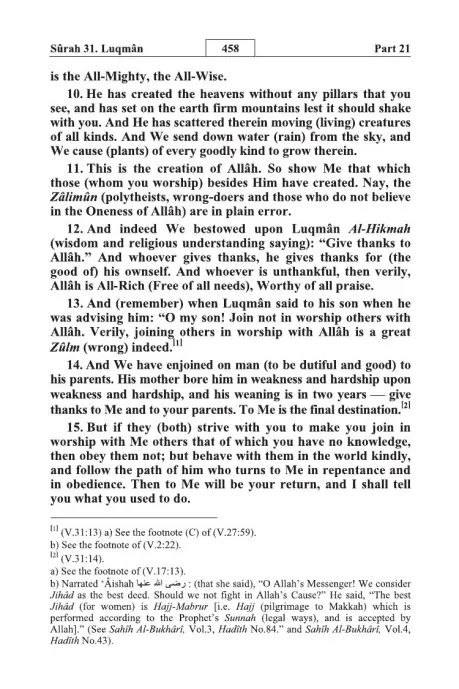 Sûrah 31. Luqmân 458 Part 21
is the All-Mighty, the All-Wise.
10. He has created the heavens without any pillars that you
see, and has set on the earth firm mountains lest it should shake
with you. And He has scattered therein moving (living) creatures
of all kinds. And We send down water (rain) from the sky, and
We cause (plants) of every goodly kind to grow therein.
11. This is the creation of Allâh. So show Me that which
those (whom you worship) besides Him have created. Nay, the
Zâlimûn (polytheists, wrong-doers and those who do not believe
in the Oneness of Allâh) are in plain error.
12. And indeed We bestowed upon Luqmân Al-Hikmah
(wisdom and religious understanding saying): “Give thanks to
Allâh.” And whoever gives thanks, he gives thanks for (the
good of) his ownself. And whoever is unthankful, then verily,
Allâh is All-Rich (Free of all needs), Worthy of all praise.
13. And (remember) when Luqmân said to his son when he
was advising him: “O my son! Join not in worship others with
Allâh. Verily, joining others in worship with Allâh is a great
Zûlm (wrong) indeed.[1]
14. And We have enjoined on man (to be dutiful and good) to
his parents. His mother bore him in weakness and hardship upon
weakness and hardship, and his weaning is in two years — give
thanks to Me and to your parents. To Me is the final destination.[2]
15. But if they (both) strive with you to make you join in
worship with Me others that of which you have no knowledge,
then obey them not; but behave with them in the world kindly,
and follow the path of him who turns to Me in repentance and
in obedience. Then to Me will be your return, and I shall tell
you what you used to do.
[1] (V.31:13) a) See the footnote (C) of (V.27:59).
b) See the footnote of (V.2:22).
[2] (V.31:14).
a) See the footnote of (V.17:13).
b) Narrated ‘Âishah رضى الله عنها : (that she said), “O Allah’s Messenger! We consider
Jihâd as the best deed. Should we not fight in Allah’s Cause?” He said, “The best
Jihâd (for women) is Hajj-Mabrur [i.e. Hajj (pilgrimage to Makkah) which is
performed according to the Prophet’s Sunnah (legal ways), and is accepted by
Allah].” (See Sahîh Al-Bukhârî, Vol.3, Hadîth No.84.” and Sahîh Al-Bukhârî, Vol.4,
Hadîth No.43).